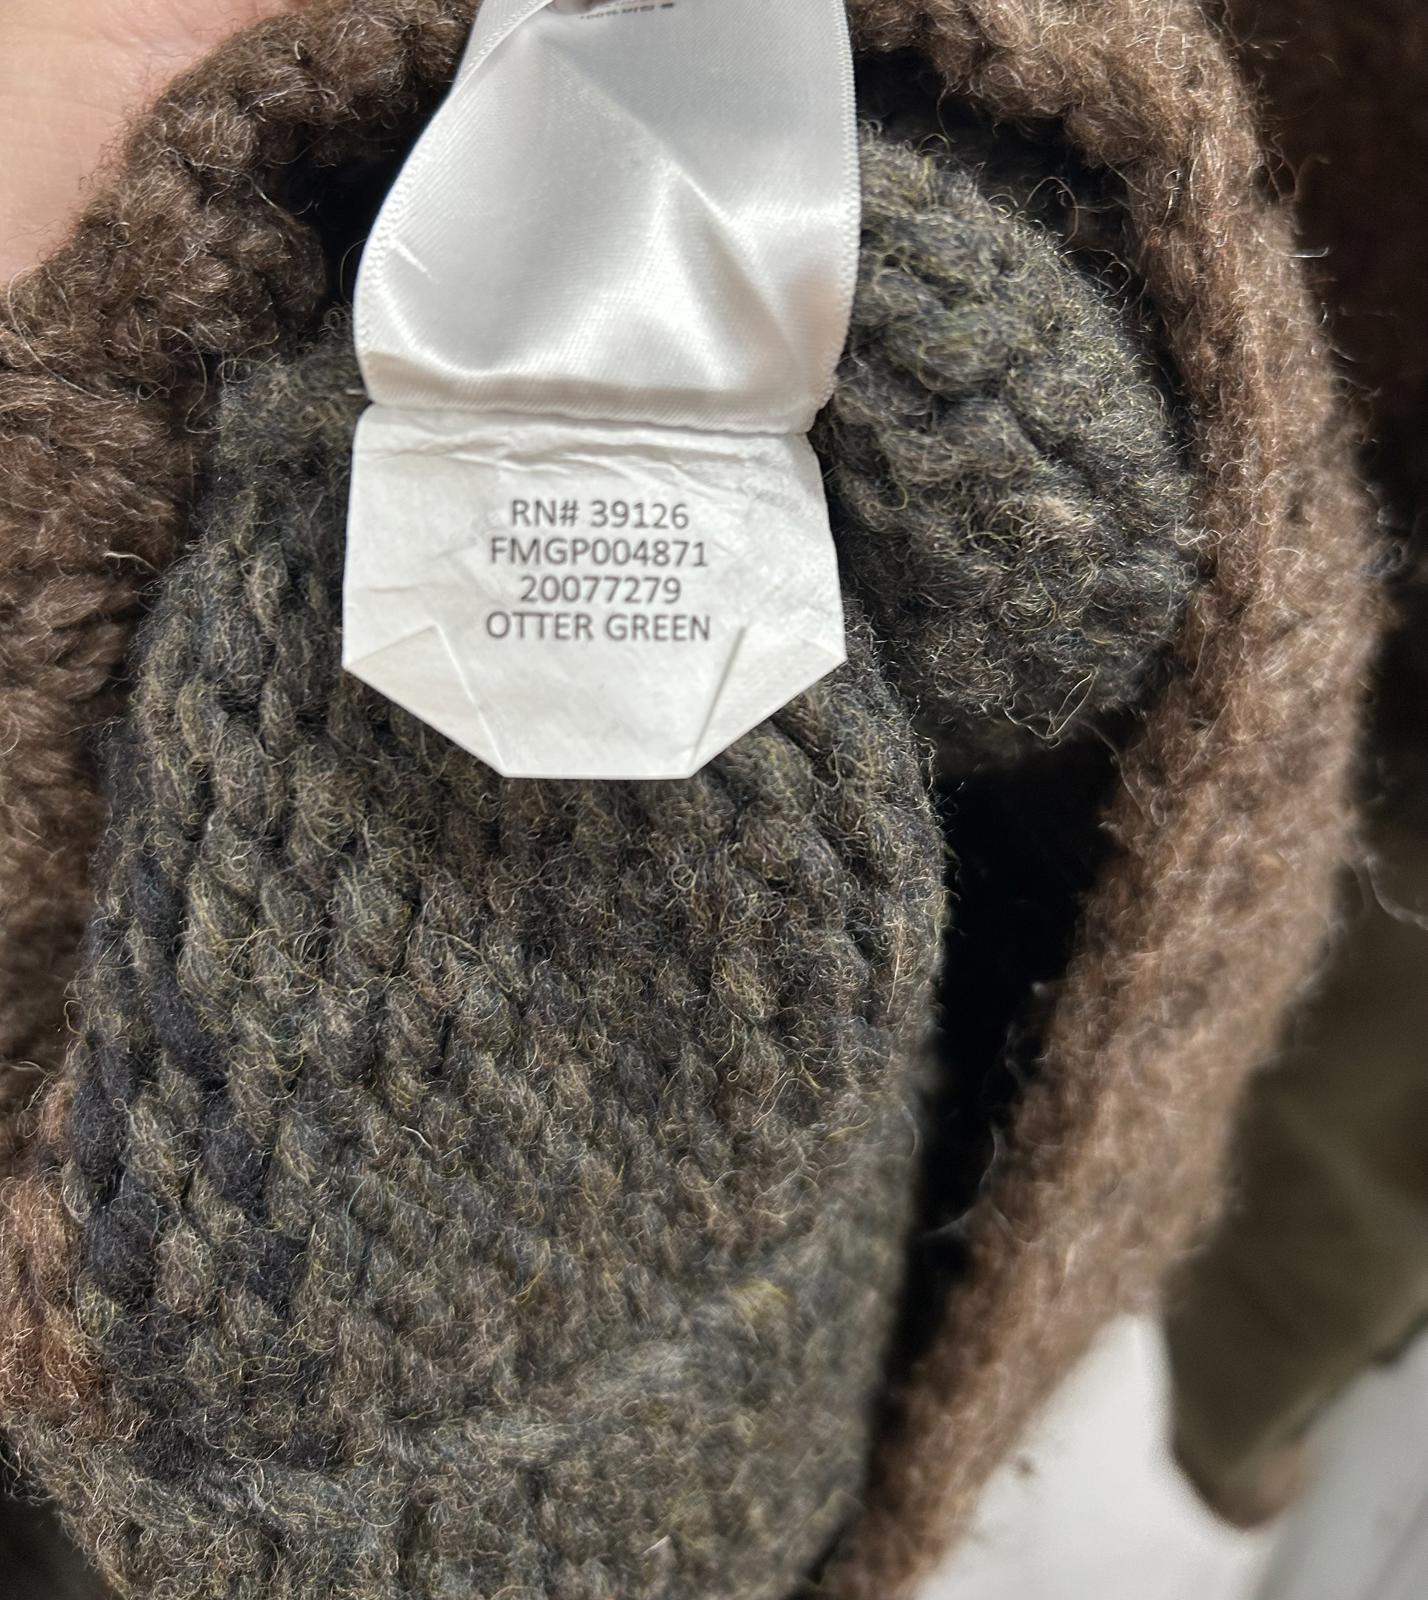 RN# 39126
FMGP004871
20077279
OTTER GREEN